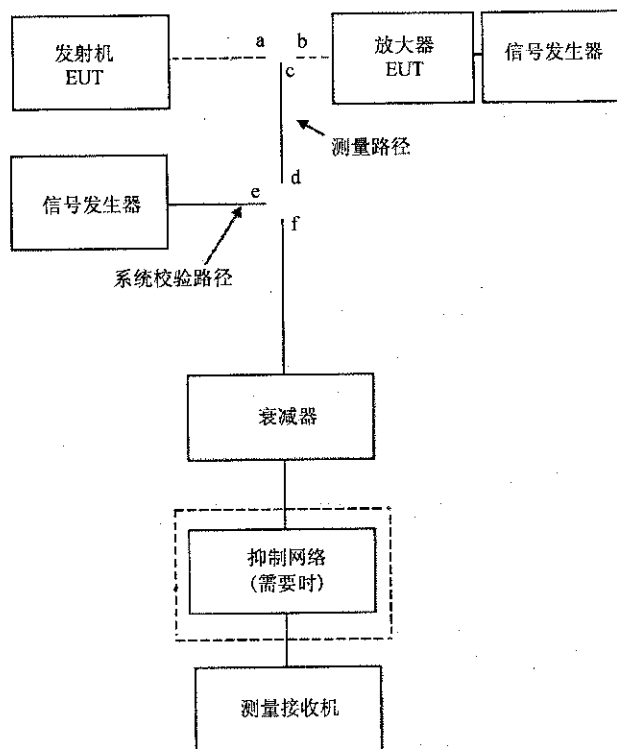 发射机
EUT
a
b
c
放大器
EUT
信号发生器
测量路径
d
信号发生器
e
f
系统校验路径
衰减器
抑制网络
(需要时)
测量接收机